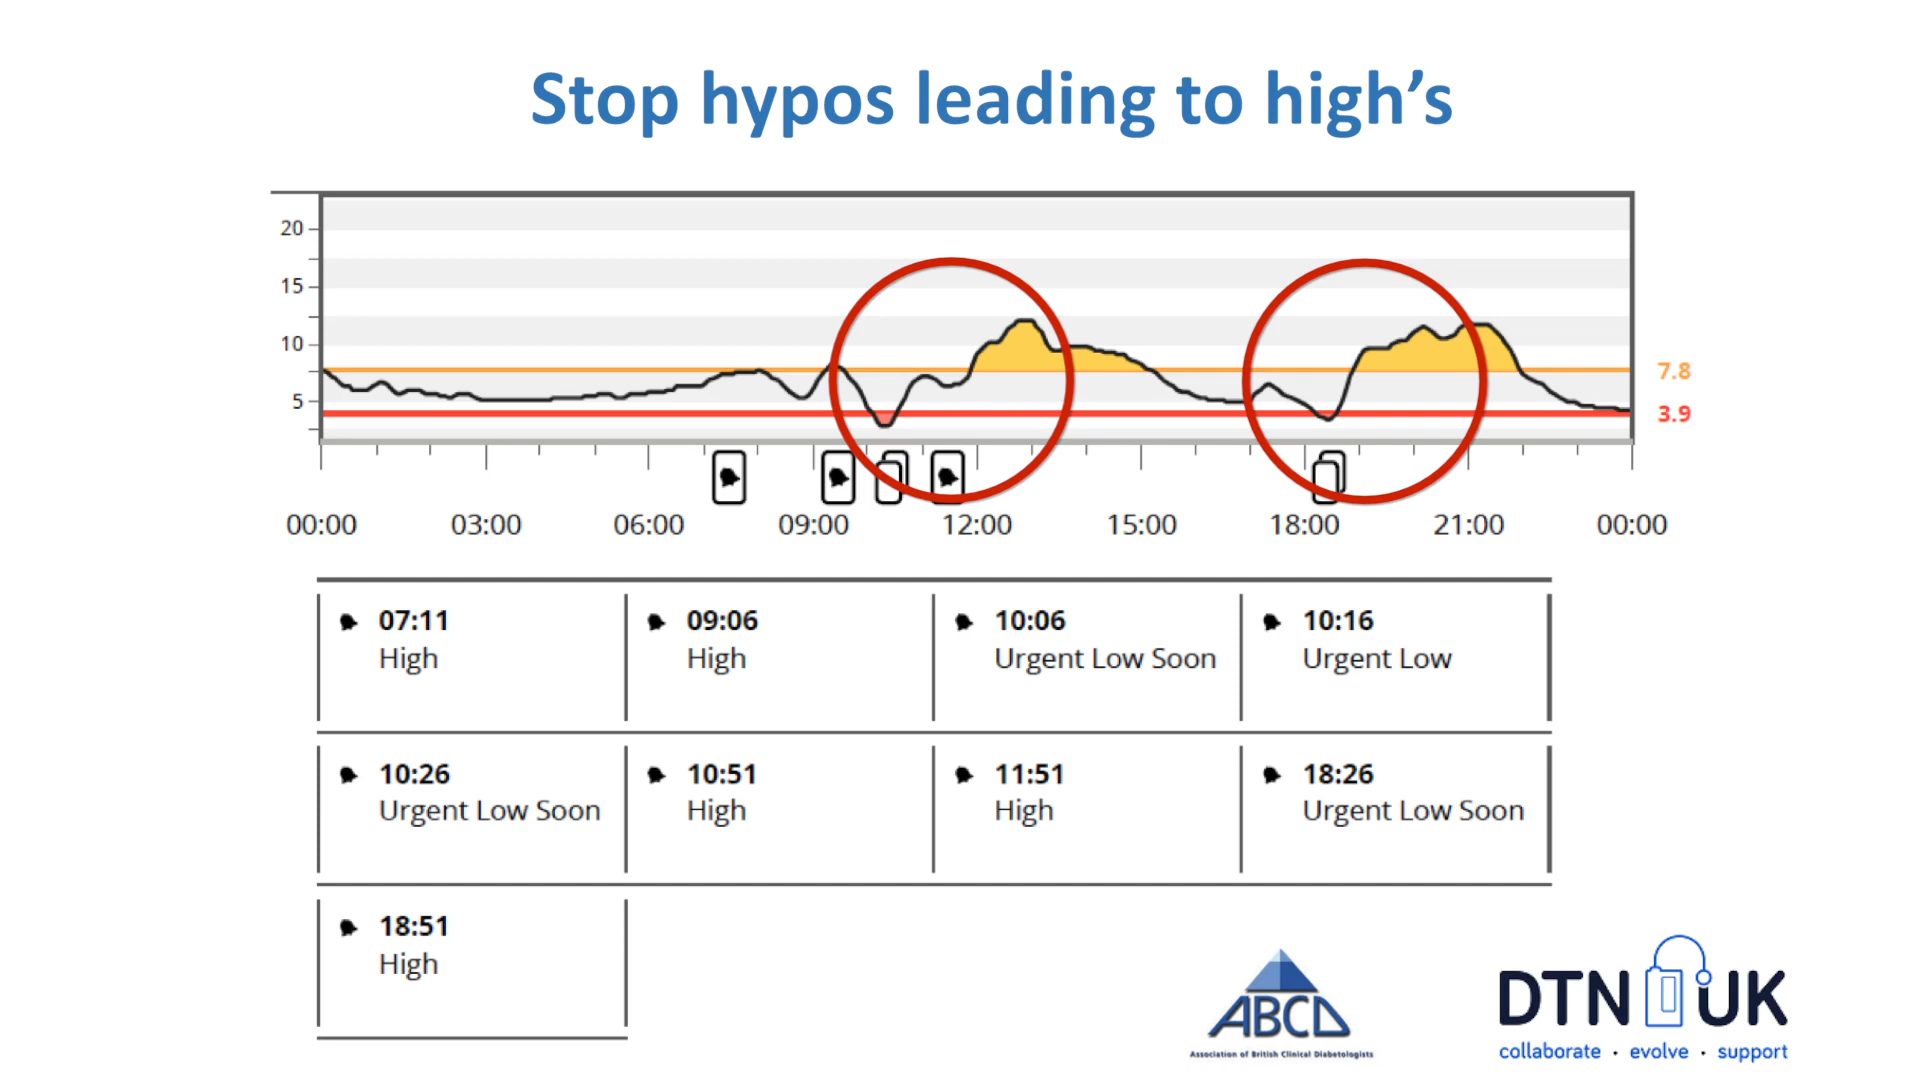 Stop hypos leading to high’s
20
15
10
5
7.8
3.9
00:00 03:00 06:00 09:00 12:00 15:00 18:00 21:00 00:00
07:11 09:06 10:06 10:16
High High Urgent Low Soon Urgent Low
10:26 10:51 11:51 18:26
Urgent Low Soon High High Urgent Low Soon
18:51
High
ABCD
Association of British Clinical Diabetologists
DTN UK
collaborate · evolve · support